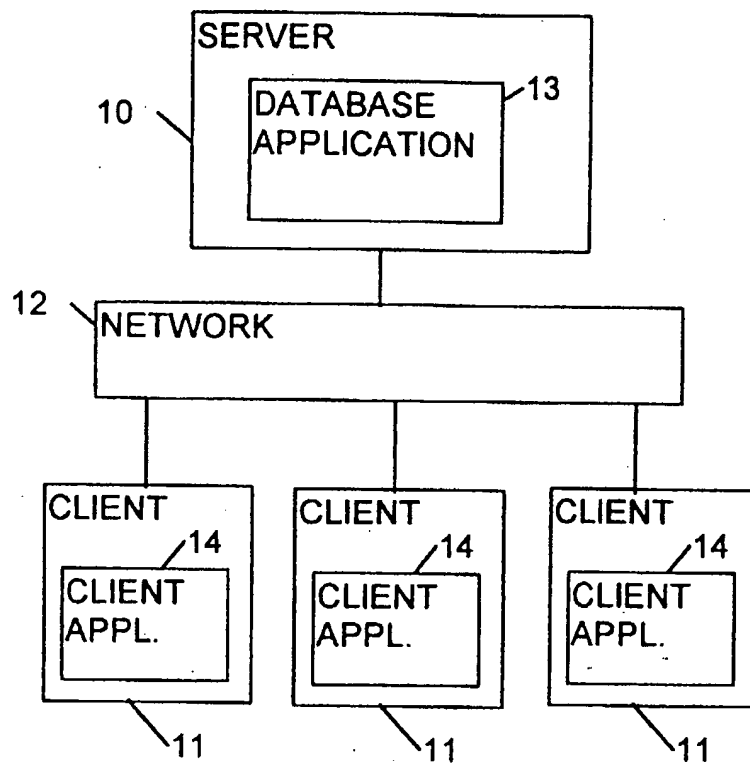 SERVER
10
DATABASE
APPLICATION
13
12
NETWORK
CLIENT
14
CLIENT
APPL.
11
CLIENT
14
CLIENT
APPL.
11
CLIENT
14
CLIENT
APPL.
11